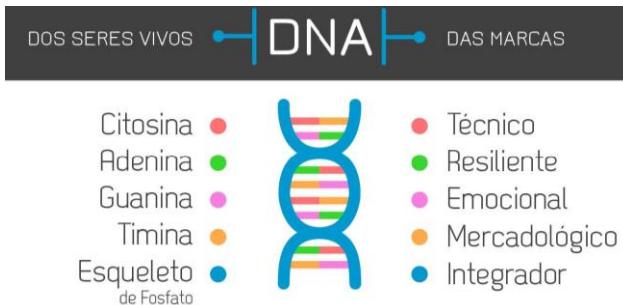 DOS SERES VIVOS DNA DAS MARCAS
Citosina Técnico
Adenina Resiliente
Guanina Emocional
Timina Mercadológico
Esqueleto Integrador
de Fosfato